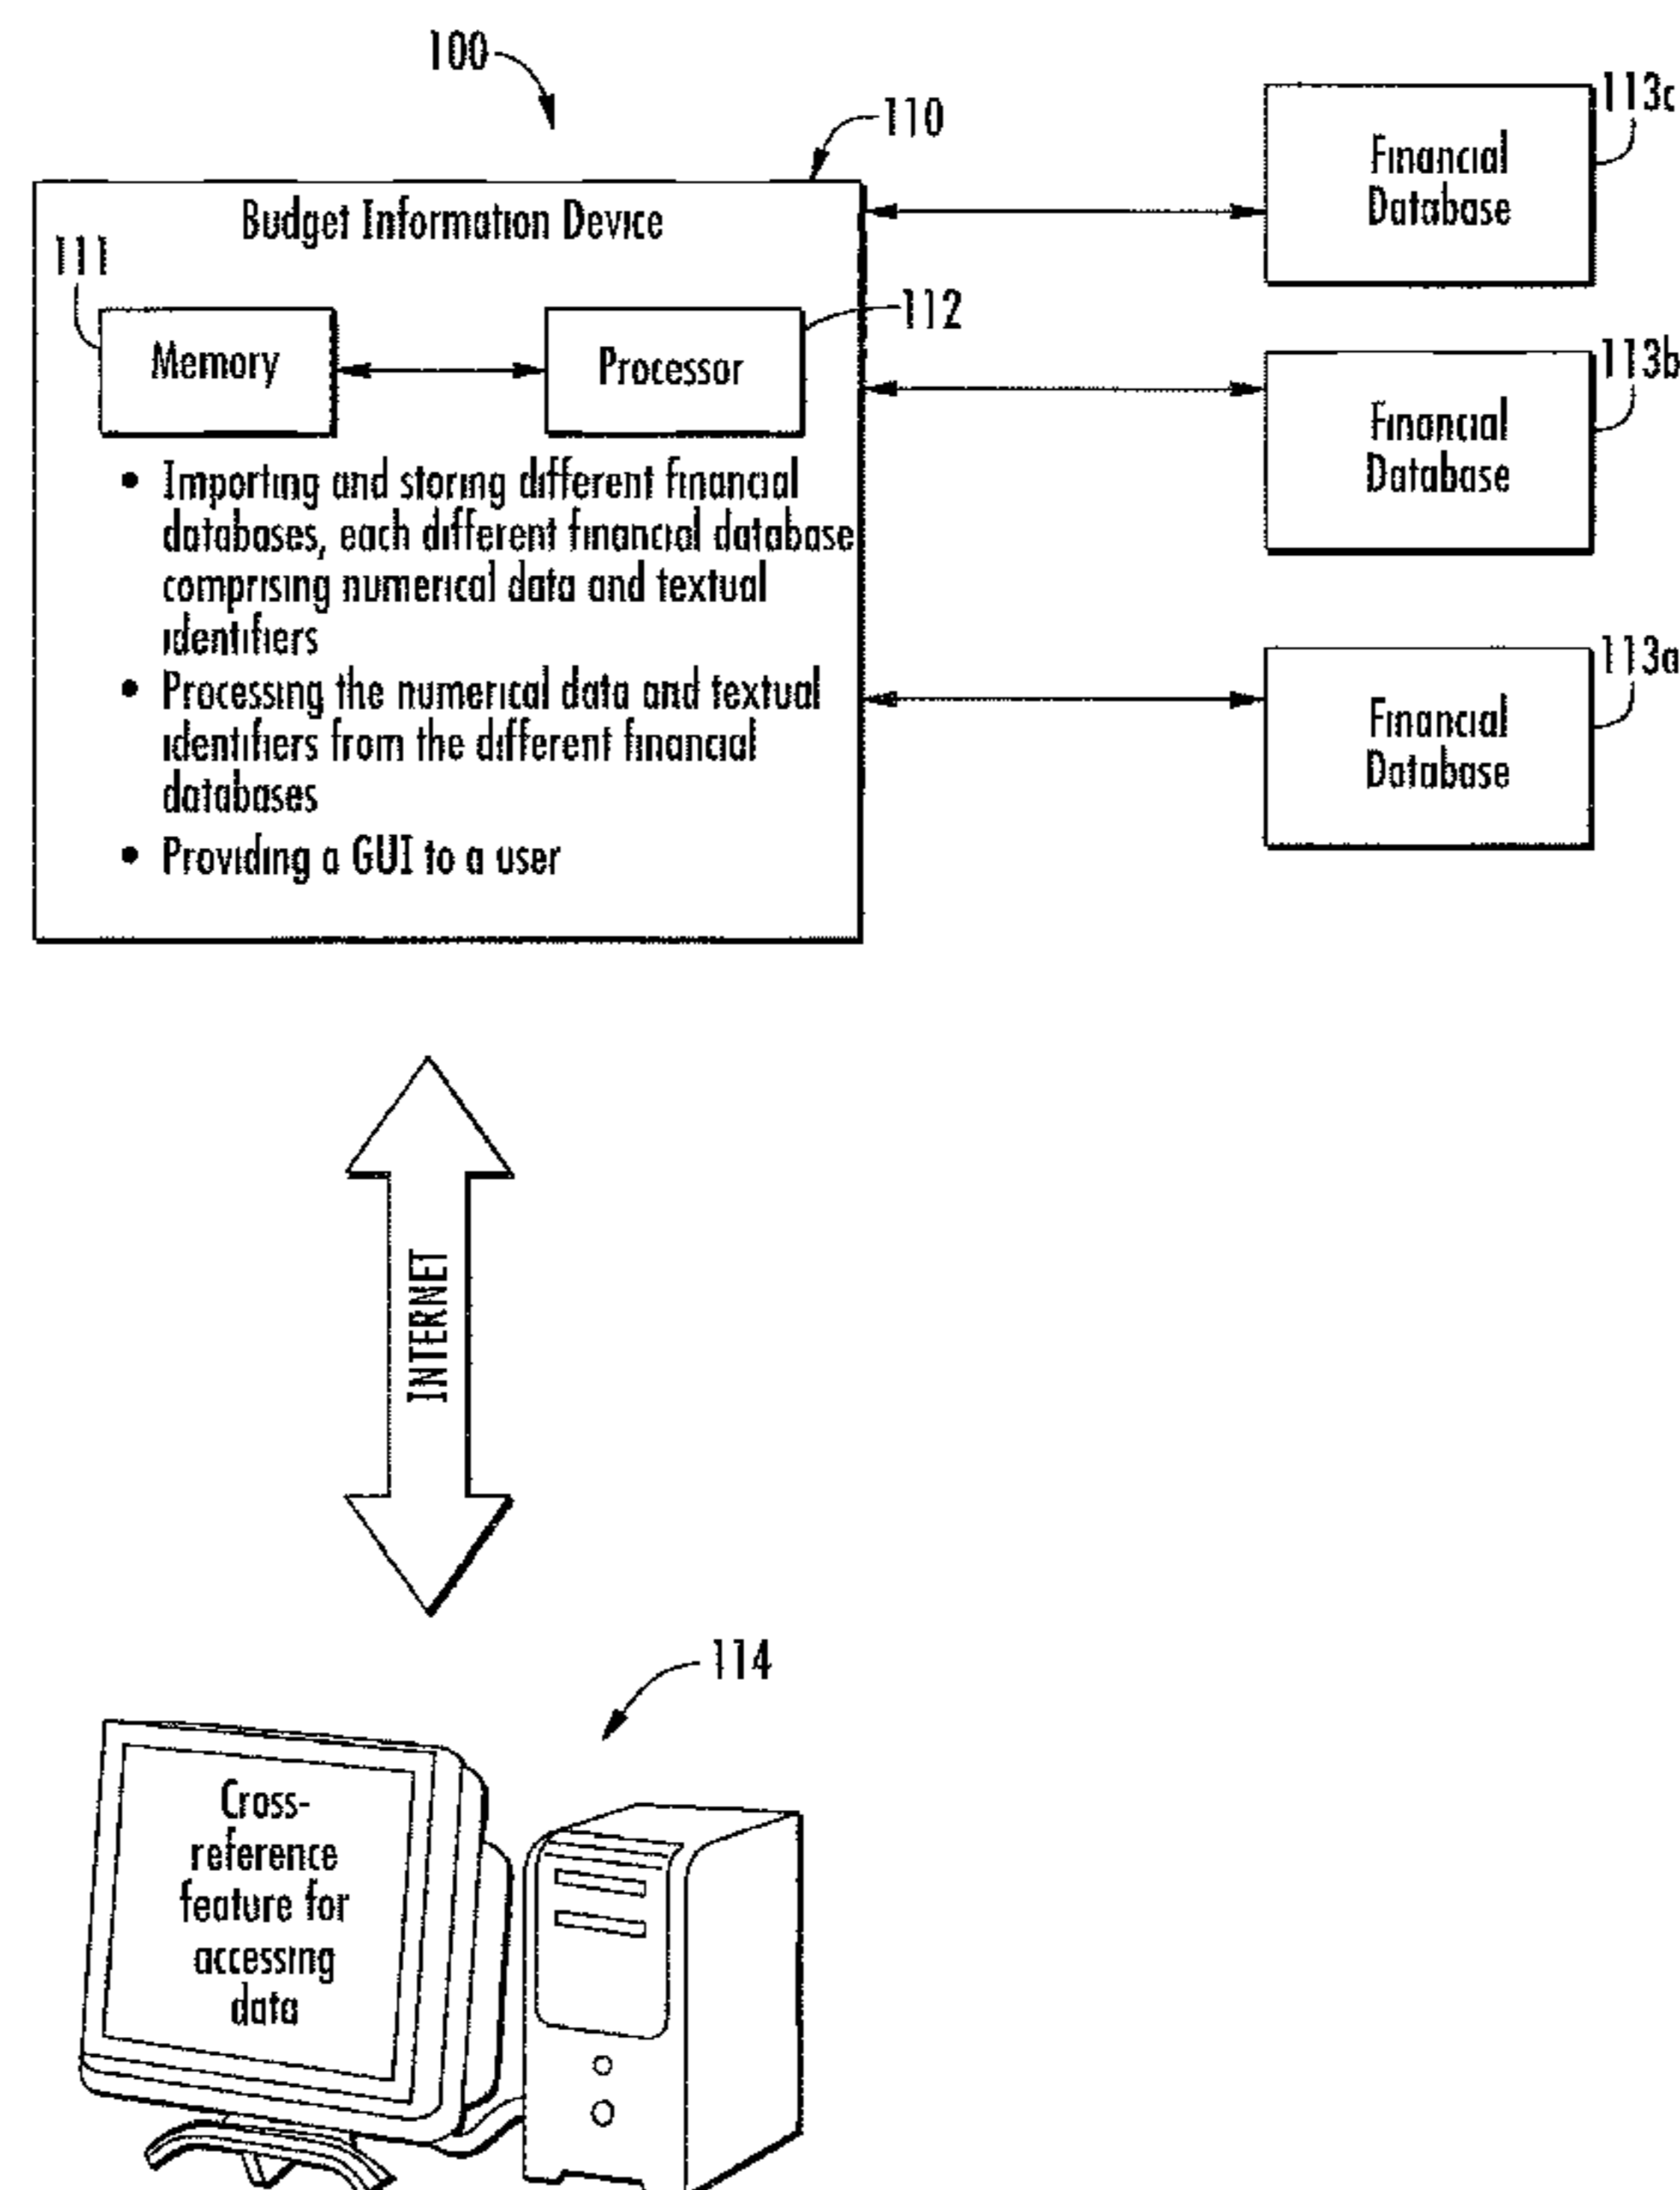 100
110
113c
Financial
Database
Budget Information Device
111
112
Memory
Processor
113b
Financial
Database
• Importing and storing different financial
databases, each different financial database
comprising numerical data and textual
identifiers
• Processing the numerical data and textual
identifiers from the different financial
databases
• Providing a GUI to a user
113a
Financial
Database
INTERNET
114
Cross-
reference
feature for
accessing
data